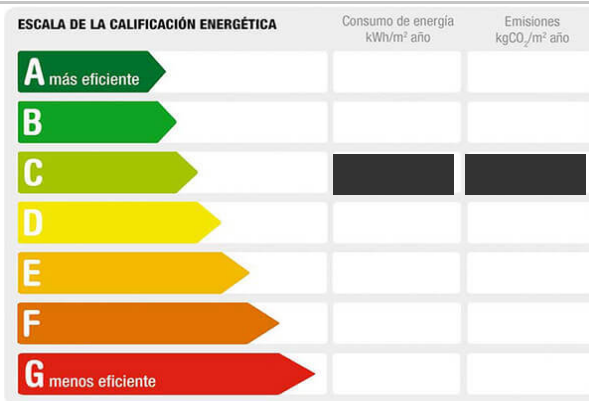 ESCALA DE LA CALIFICACIÓN ENERGÉTICA
Consumo de energía
kWh/m² año
Emisiones
kgCO₂/m² año
A más eficiente
B
C
D
E
F
G menos eficiente